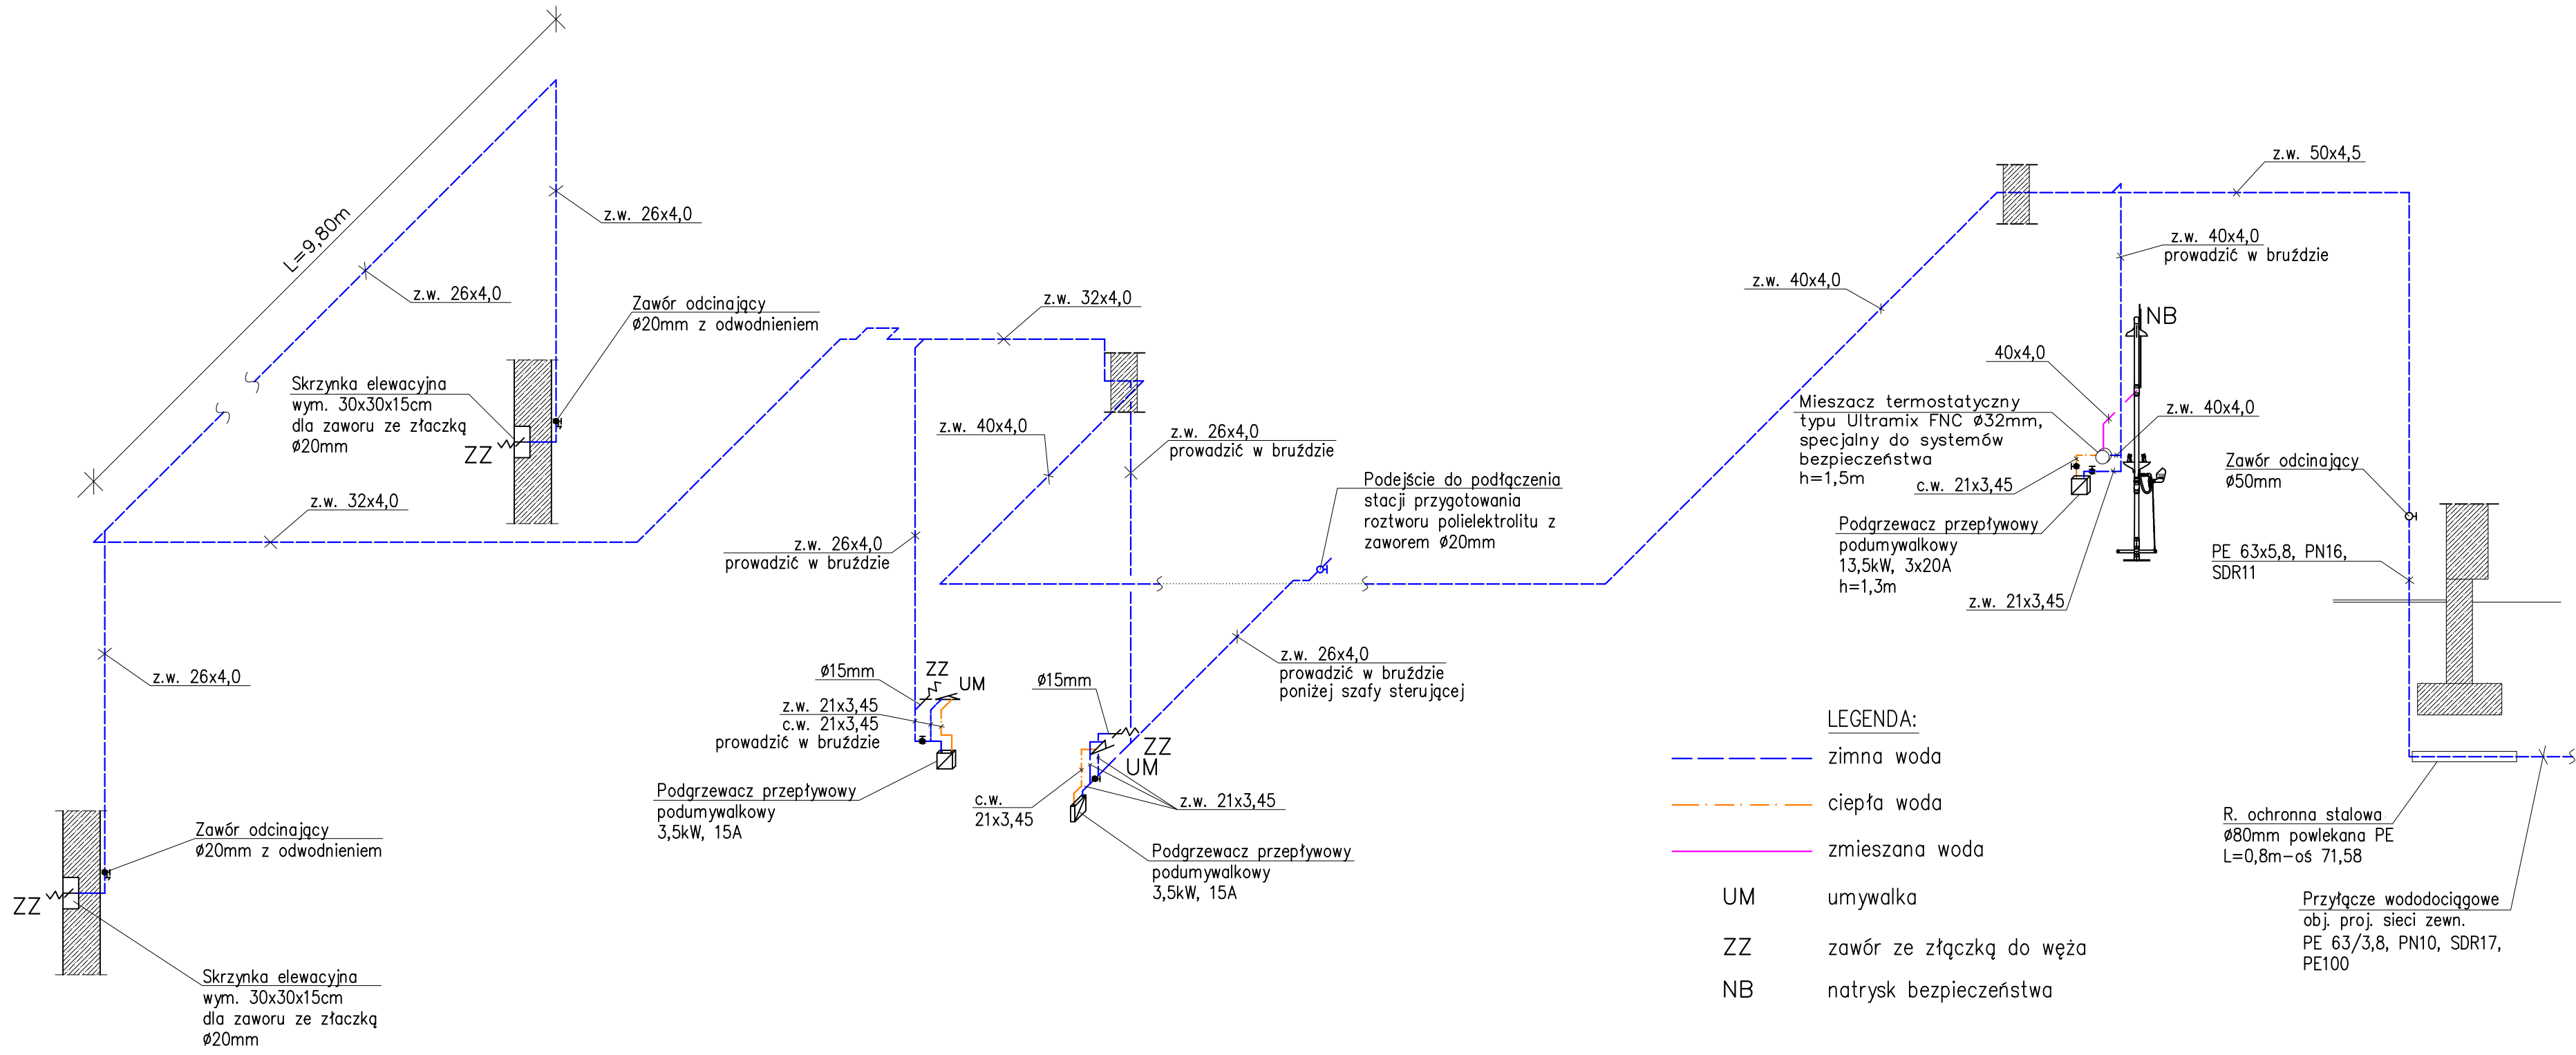 L=9,80m
z.w. 26x4,0
z.w. 26x4,0
Zawór odcinający
ø20mm z odwodnieniem
Skrzynka elewacyjna
wym. 30x30x15cm
dla zaworu ze złaczką
ø20mm
ZZ
z.w. 32x4,0
z.w. 26x4,0
Zawór odcinający
ø20mm z odwodnieniem
ZZ
Skrzynka elewacyjna
wym. 30x30x15cm
dla zaworu ze złaczką
ø20mm
z.w. 32x4,0
z.w. 40x4,0
z.w. 26x4,0
prowadzić w bruździe
z.w. 26x4,0
prowadzić w bruździe
Podejście do podłączenia
stacji przygotowania
roztworu polielektrolitu z
zaworem ø20mm
ø15mm
ZZ
UM
z.w. 21x3,45
c.w. 21x3,45
prowadzić w bruździe
Podgrzewacz przepływowy
podumywalkowy
3,5kW, 15A
ø15mm
ZZ
UM
c.w.
21x3,45
z.w. 21x3,45
Podgrzewacz przepływowy
podumywalkowy
3,5kW, 15A
z.w. 26x4,0
prowadzić w bruździe
poniżej szafy sterującej
z.w. 40x4,0
z.w. 50x4,5
z.w. 40x4,0
prowadzić w bruździe
NB
40x4,0
Mieszacz termostatyczny
typu Ultramix FNC ø32mm,
specjalny do systemów
bezpieczeństwa
h=1,5m
z.w. 40x4,0
c.w. 21x3,45
Podgrzewacz przepływowy
podumywalkowy
13,5kW, 3x20A
h=1,3m
z.w. 21x3,45
Zawór odcinający
ø50mm
PE 63x5,8, PN16,
SDR11
R. ochronna stalowa
ø80mm powlekana PE
L=0,8m-oś 71,58
Przyłącze wododociągowe
obj. proj. sieci zewn.
PE 63/3,8, PN10, SDR17,
PE100
LEGENDA:
zimna woda
ciepła woda
zmieszana woda
UM umywalka
ZZ zawór ze złączką do węża
NB natrysk bezpieczeństwa